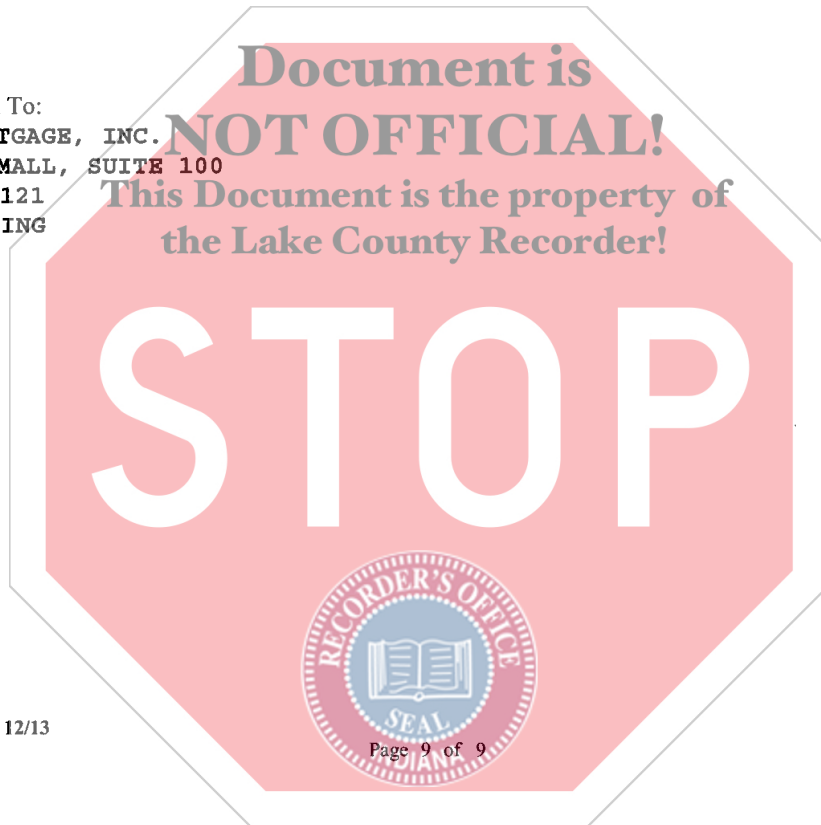 Document is
To:
TGAGE, INC.
NOT OFFICIAL!
MALL, SUITE 100
121
This Document is the property of
ING
the Lake County Recorder!
STOP
RECORDER'S OFFICE
SEAL
INDIANA
12/13
Page 9 of 9